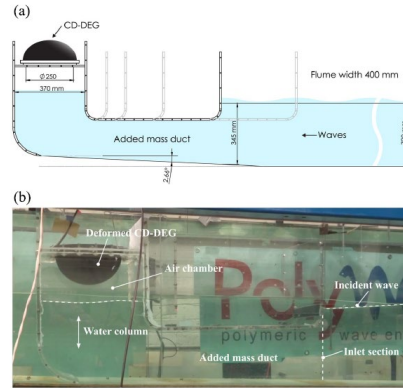 (a)
CD-DEG
Ø 250
370 mm
Flume width 400 mm
Added mass duct
Waves
345 mm
2.64°
(b)
Deformed CD-DEG
Air chamber
Water column
Poly
polymeric wave en
Incident wave
Added mass duct
Inlet section